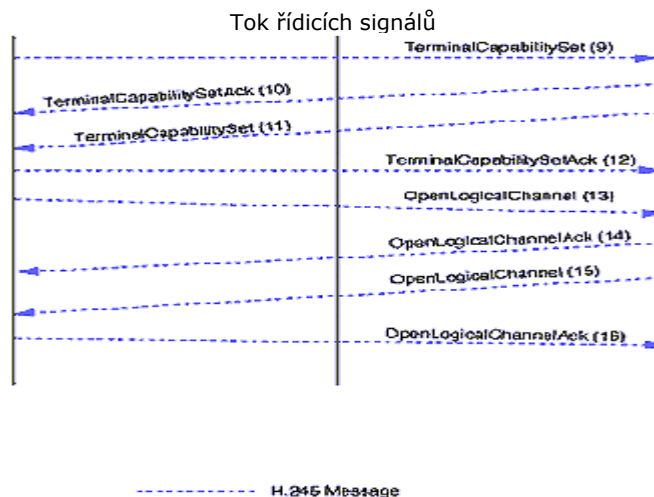 Tok řídicích signálů
TerminalCapabilitySet (9)
TerminalCapabilitySetAck (10)
TerminalCapabilitySet (11)
TerminalCapabilitySetAck (12)
OpenLogicalChannel (13)
OpenLogicalChannelAck (14)
OpenLogicalChannel (15)
OpenLogicalChannelAck (16)
H.245 Message